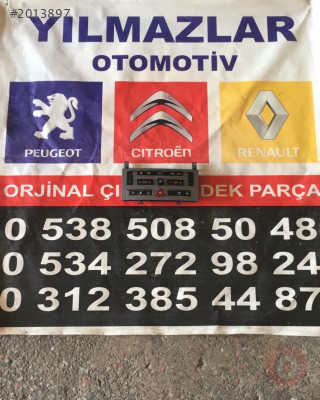 #2013897
YILMAZLAR
OTOMOTİV
PEUGEOT
CITROËN
RENAULT
ORJİNAL ÇI DEK PARÇA
0 538 508 50 48
0 534 272 98 24
0 312 385 44 87